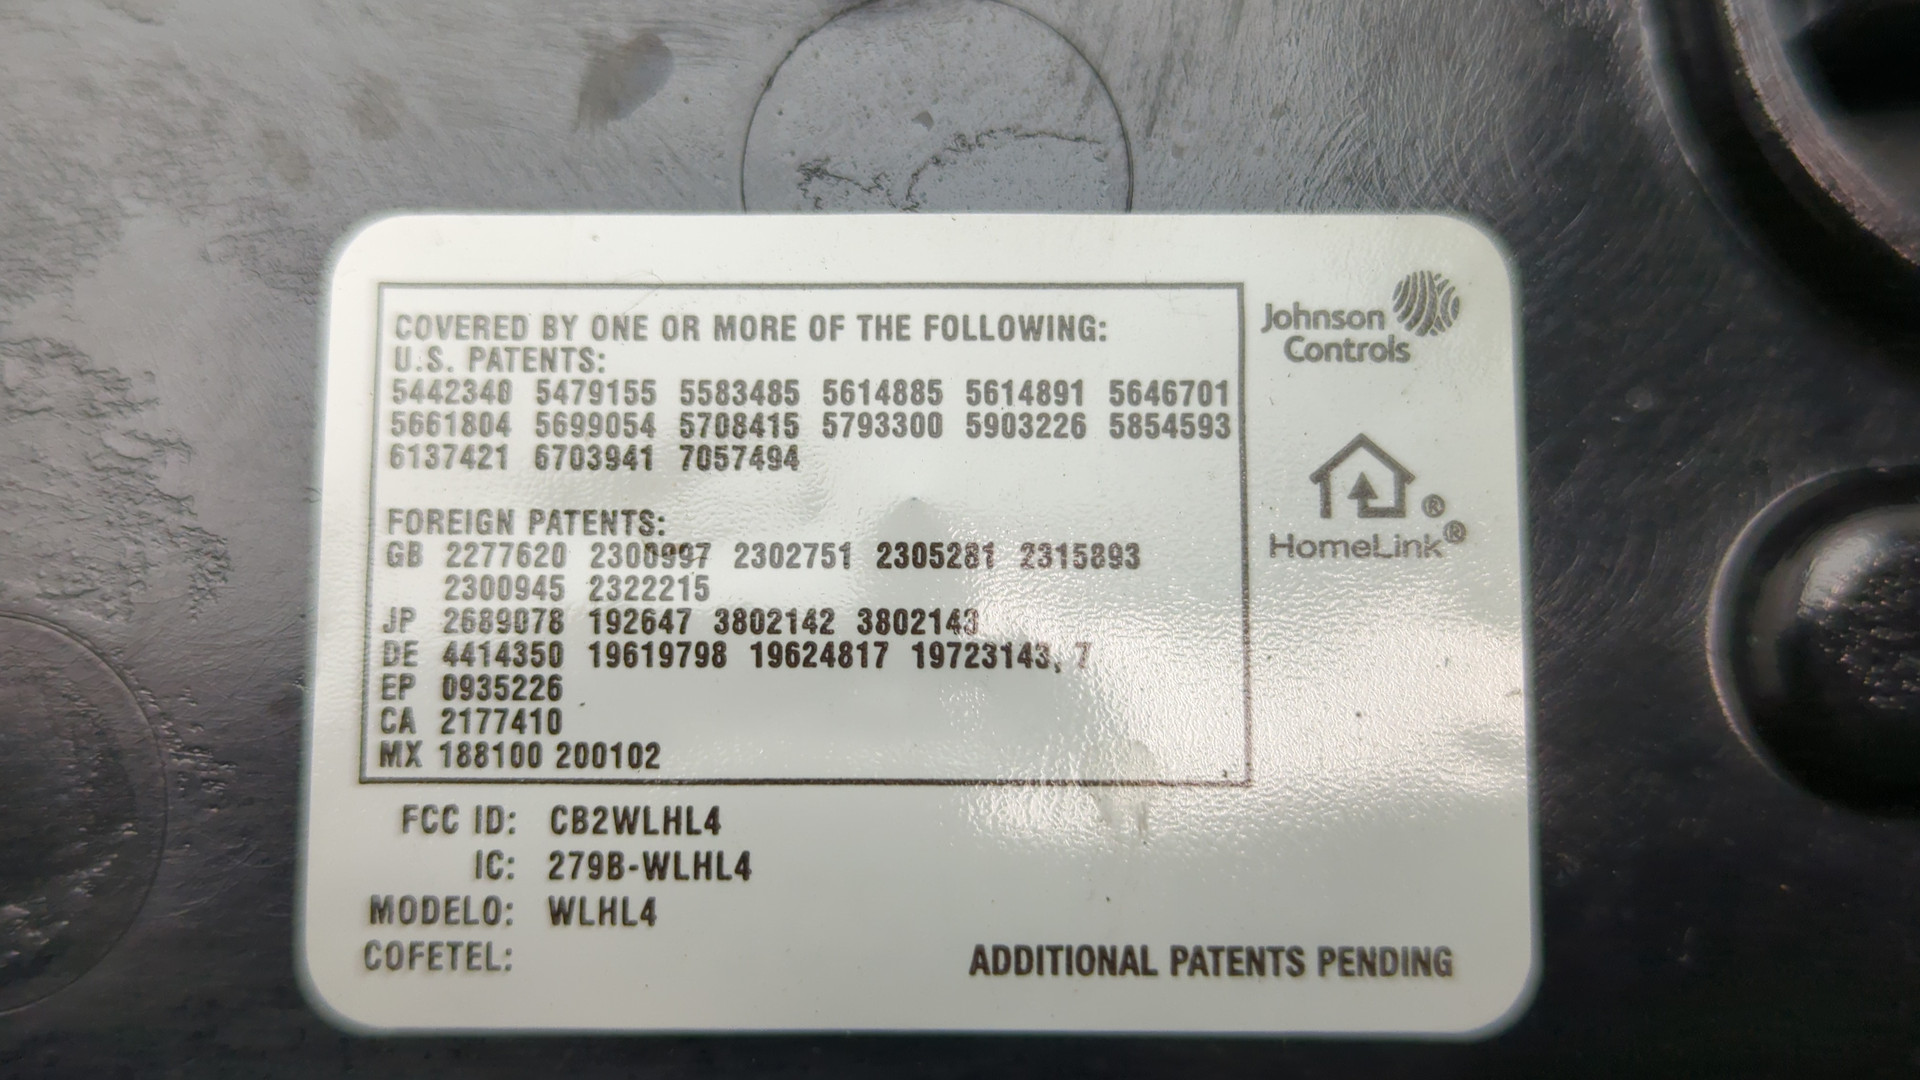 COVERED BY ONE OR MORE OF THE FOLLOWING:
U.S. PATENTS:
5442340 5479155 5583485 5614885 5614891 5646701
5661804 5699054 5708415 5793300 5903226 5854593
6137421 6703941 7057494
FOREIGN PATENTS:
GB 2277620 2300997 2302751 2305281 2315893
2300945 2322215
JP 2689078 192647 3802142 3802143
DE 4414350 19619798 19624817 19723143, 7
EP 0935226
CA 2177410
MX 188100 200102
FCC ID: CB2WLHL4
IC: 279B-WLHL4
MODELO: WLHL4
COFETEL:
ADDITIONAL PATENTS PENDING
Johnson
Controls
®
HomeLink®